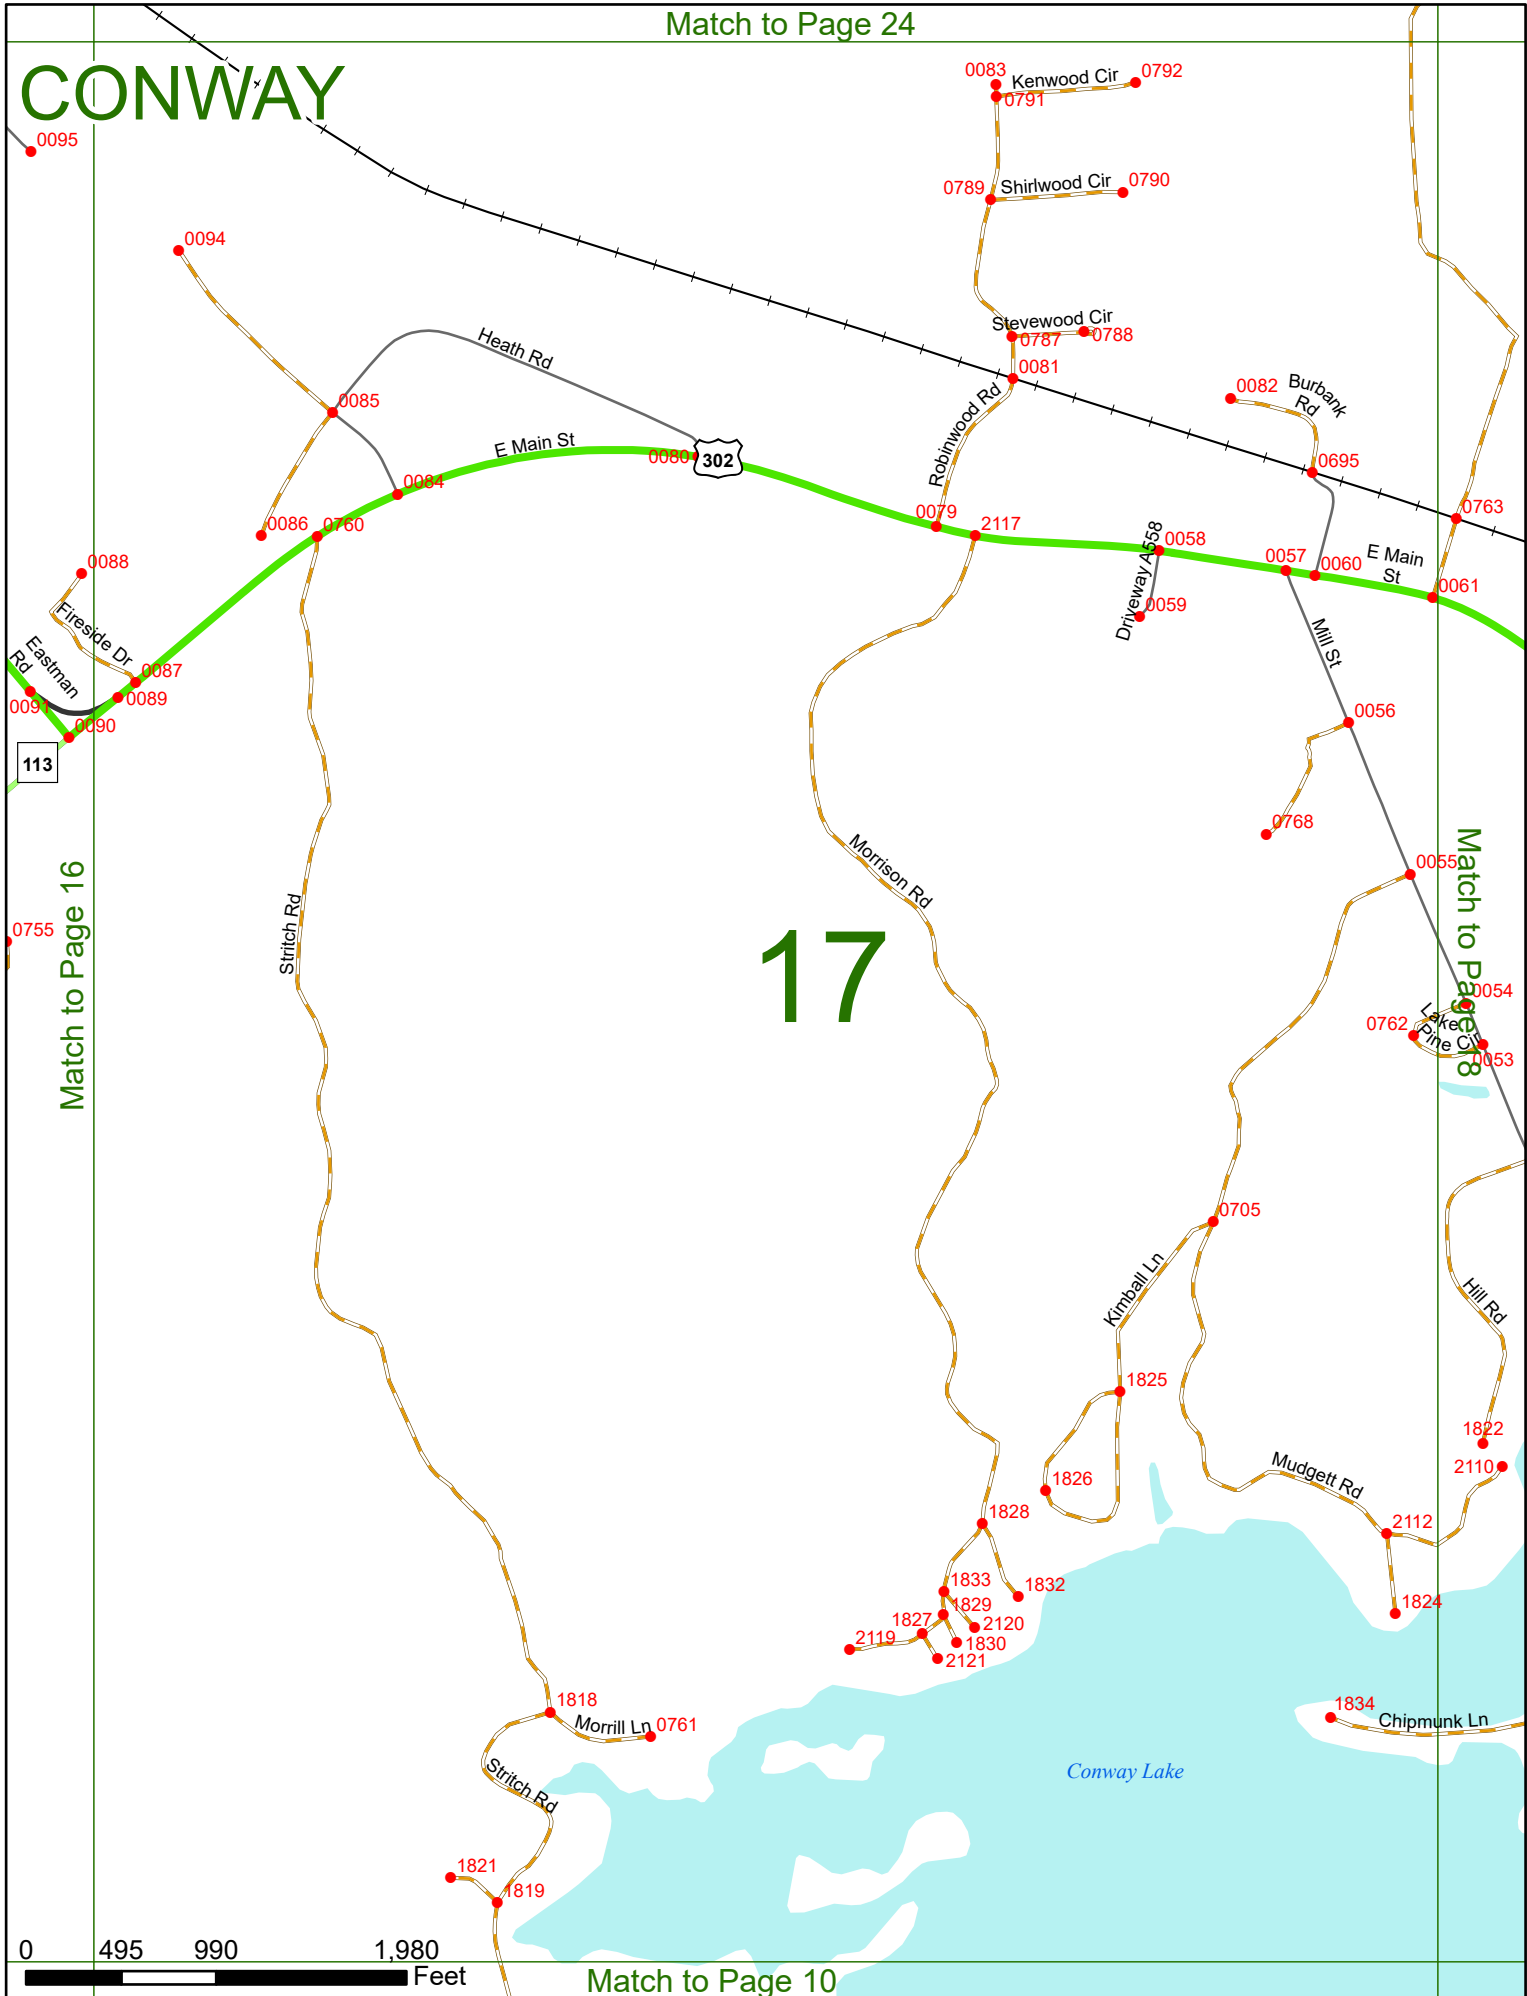 Match to Page 24
CONWAY
0083
Kenwood Cir
0792
0791
0095
0789
Shirlwood Cir
0790
0094
Stevewood Cir
0787
0788
Heath Rd
0081
0082
Burbank
Rd
0085
Robinwood Rd
E Main St
0080
302
0695
0084
0079
2117
0763
0086
0760
Driveway A558
0058
0057
0060
E Main
St
0088
0061
0059
Fireside Dr
Eastman
Rd
Mill St
0087
0089
0091
0090
0056
113
0768
Morrison Rd
0055
Match to Page 16
Match to Page 18
Stritch Rd
0755
17
0054
Lake
Pine Cir
0762
0053
0705
Kimball Ln
Hill Rd
1825
1822
2110
1826
Mudgett Rd
1828
2112
1833
1832
1829
1824
1827
2120
2119
1830
2121
1818
Morrill Ln
0761
1834
Chipmunk Ln
Stritch Rd
Conway Lake
1821
1819
0 495 990 1,980
Feet
Match to Page 10